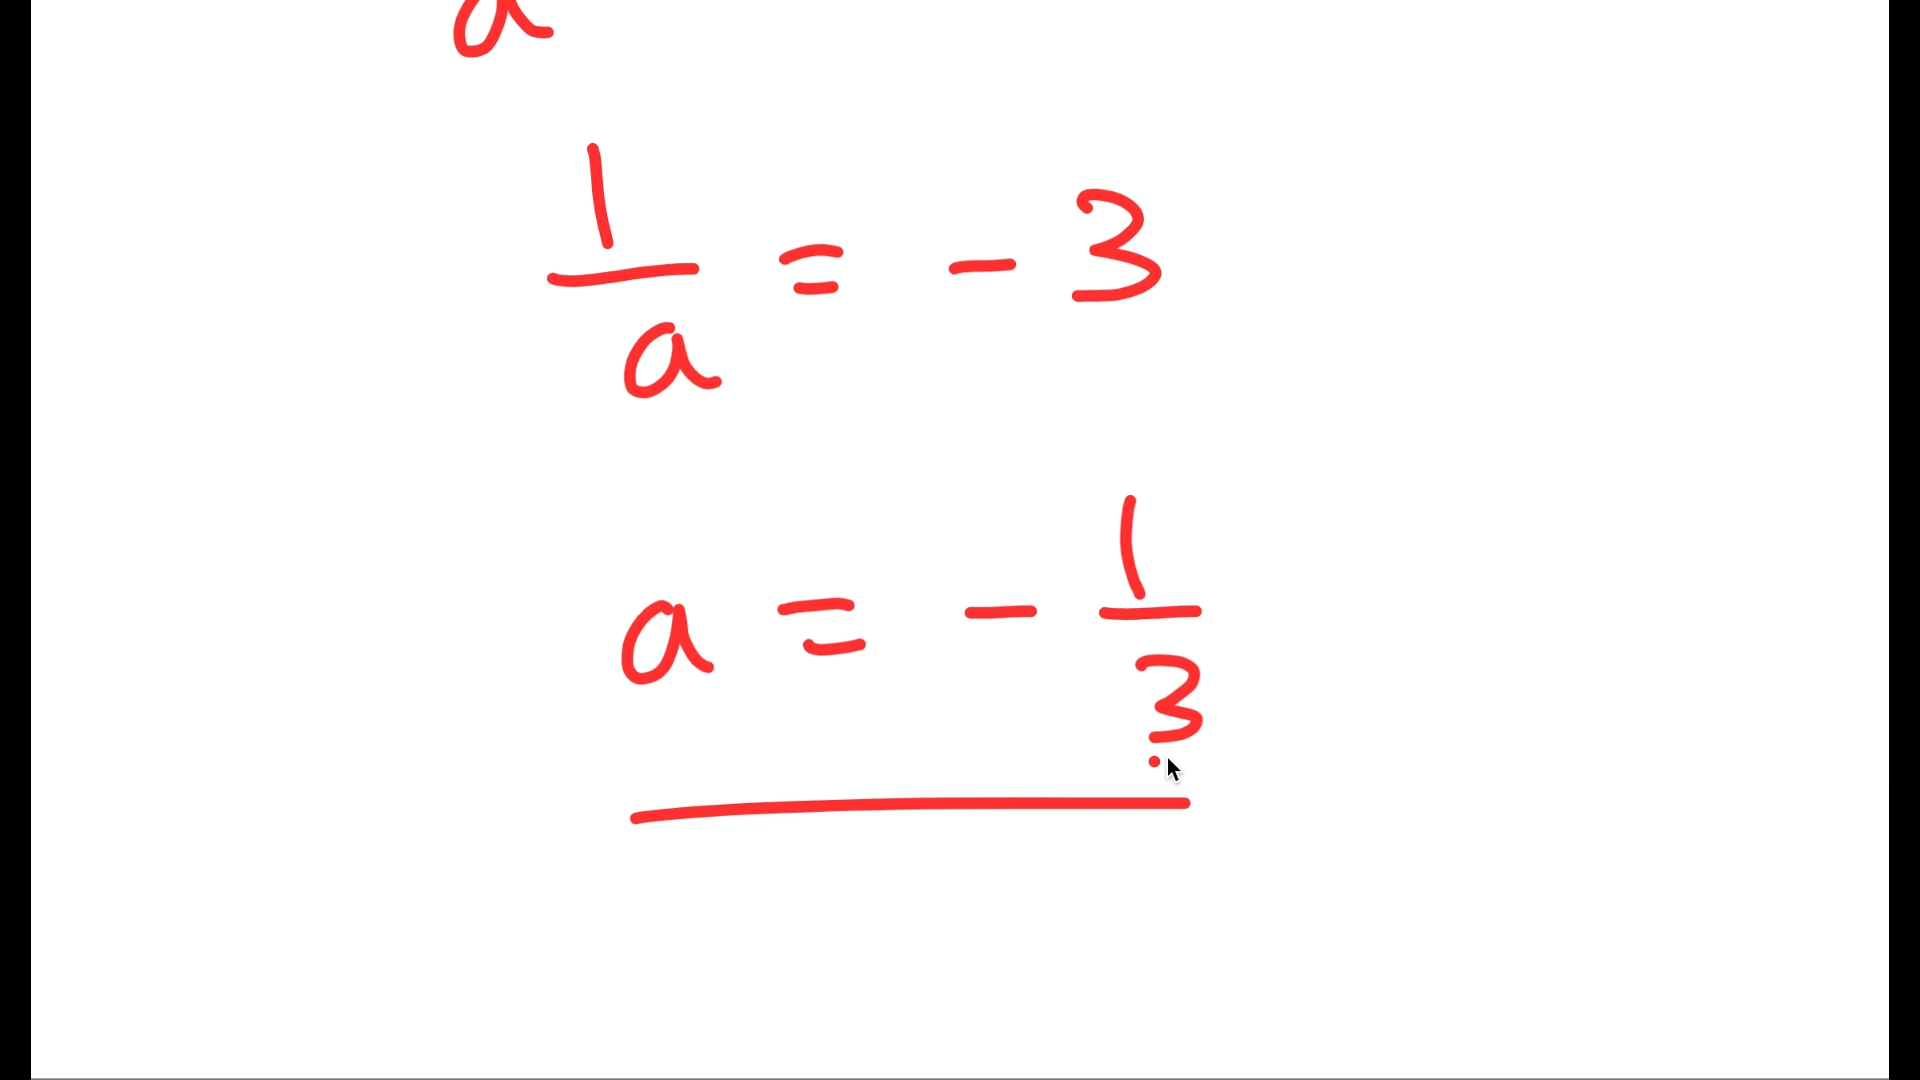 a
1/a = - 3
a = - 1/3